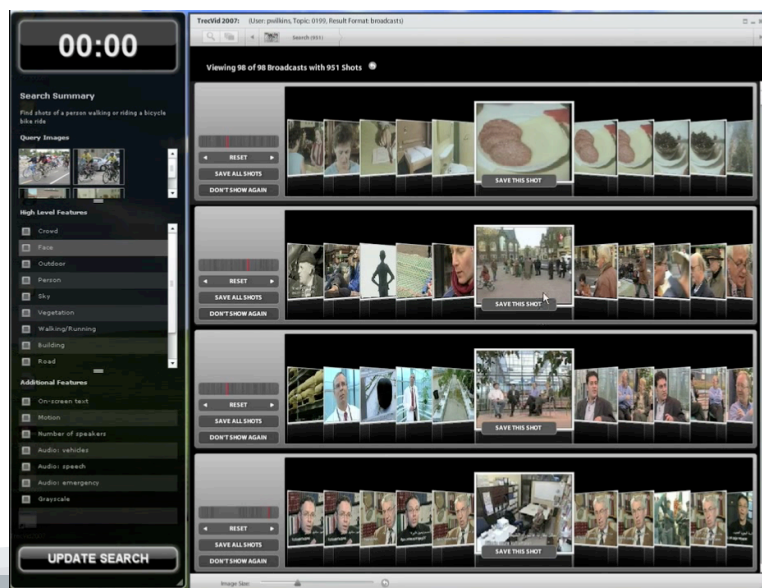 TrecVid 2007: (User: pwilkins, Topic: 0199, Result Format: broadcasts)
Search (951)
00:00
Viewing 98 of 98 Broadcasts with 951 Shots
Search Summary
Find shots of a person walking or riding a bicycle
bike ride
Query Images
High Level Features
Crowd
Face
Outdoor
Person
Sky
Vegetation
Walking/Running
Building
Road
Additional Features
On-screen text
Motion
Number of speakers
Audio: vehicles
Audio: speech
Audio: emergency
Grayscale
UPDATE SEARCH
RESET
SAVE ALL SHOTS
DON'T SHOW AGAIN
SAVE THIS SHOT
RESET
SAVE ALL SHOTS
DON'T SHOW AGAIN
SAVE THIS SHOT
RESET
SAVE ALL SHOTS
DON'T SHOW AGAIN
SAVE THIS SHOT
RESET
SAVE ALL SHOTS
DON'T SHOW AGAIN
SAVE THIS SHOT
Image Size: